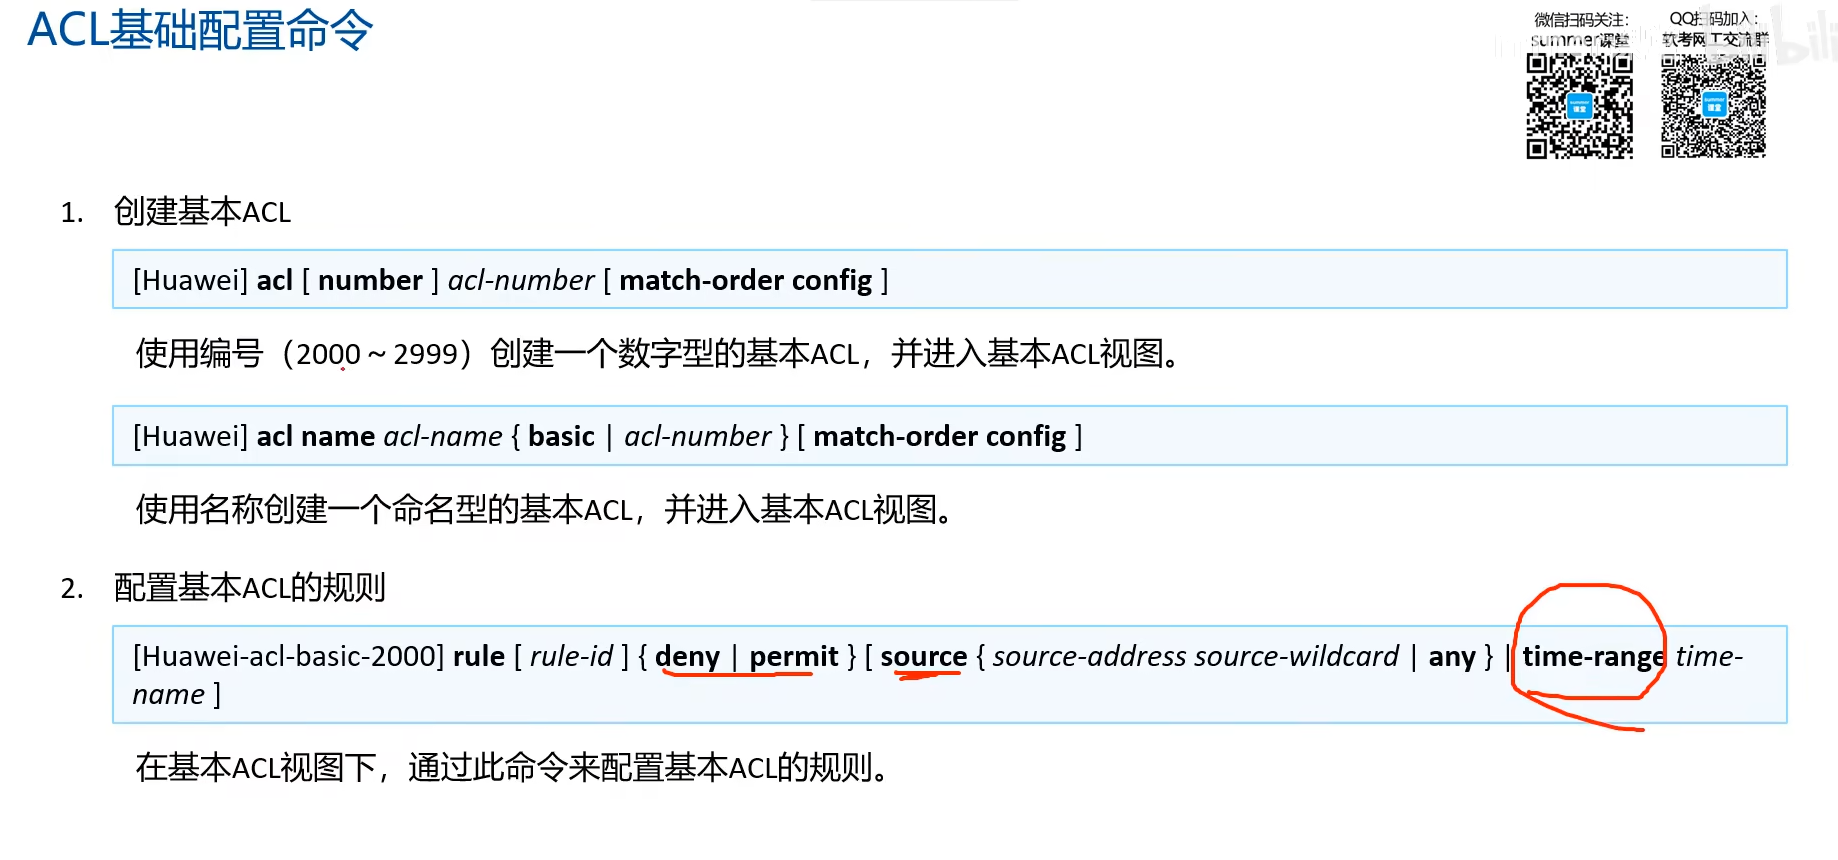 ACL基础配置命令
微信扫码关注：
summer课堂
QQ扫码加入：
软考网工交流群
bilibili
1. 创建基本ACL
[Huawei] acl [ number ] acl-number [ match-order config ]
使用编号（2000～2999）创建一个数字型的基本ACL，并进入基本ACL视图。
[Huawei] acl name acl-name { basic | acl-number } [ match-order config ]
使用名称创建一个命名型的基本ACL，并进入基本ACL视图。
2. 配置基本ACL的规则
[Huawei-acl-basic-2000] rule [ rule-id ] { deny | permit } [ source { source-address source-wildcard | any } | time-range time-
name ]
在基本ACL视图下，通过此命令来配置基本ACL的规则。